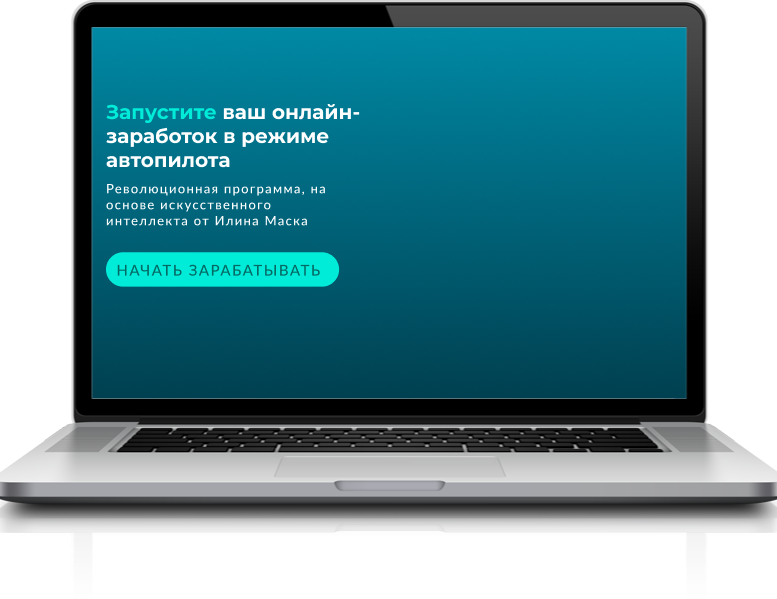 Запустите ваш онлайн-
заработок в режиме
автопилота
Революционная программа, на
основе искусственного
интеллекта от Илина Маска
НАЧАТЬ ЗАРАБАТЫВАТЬ